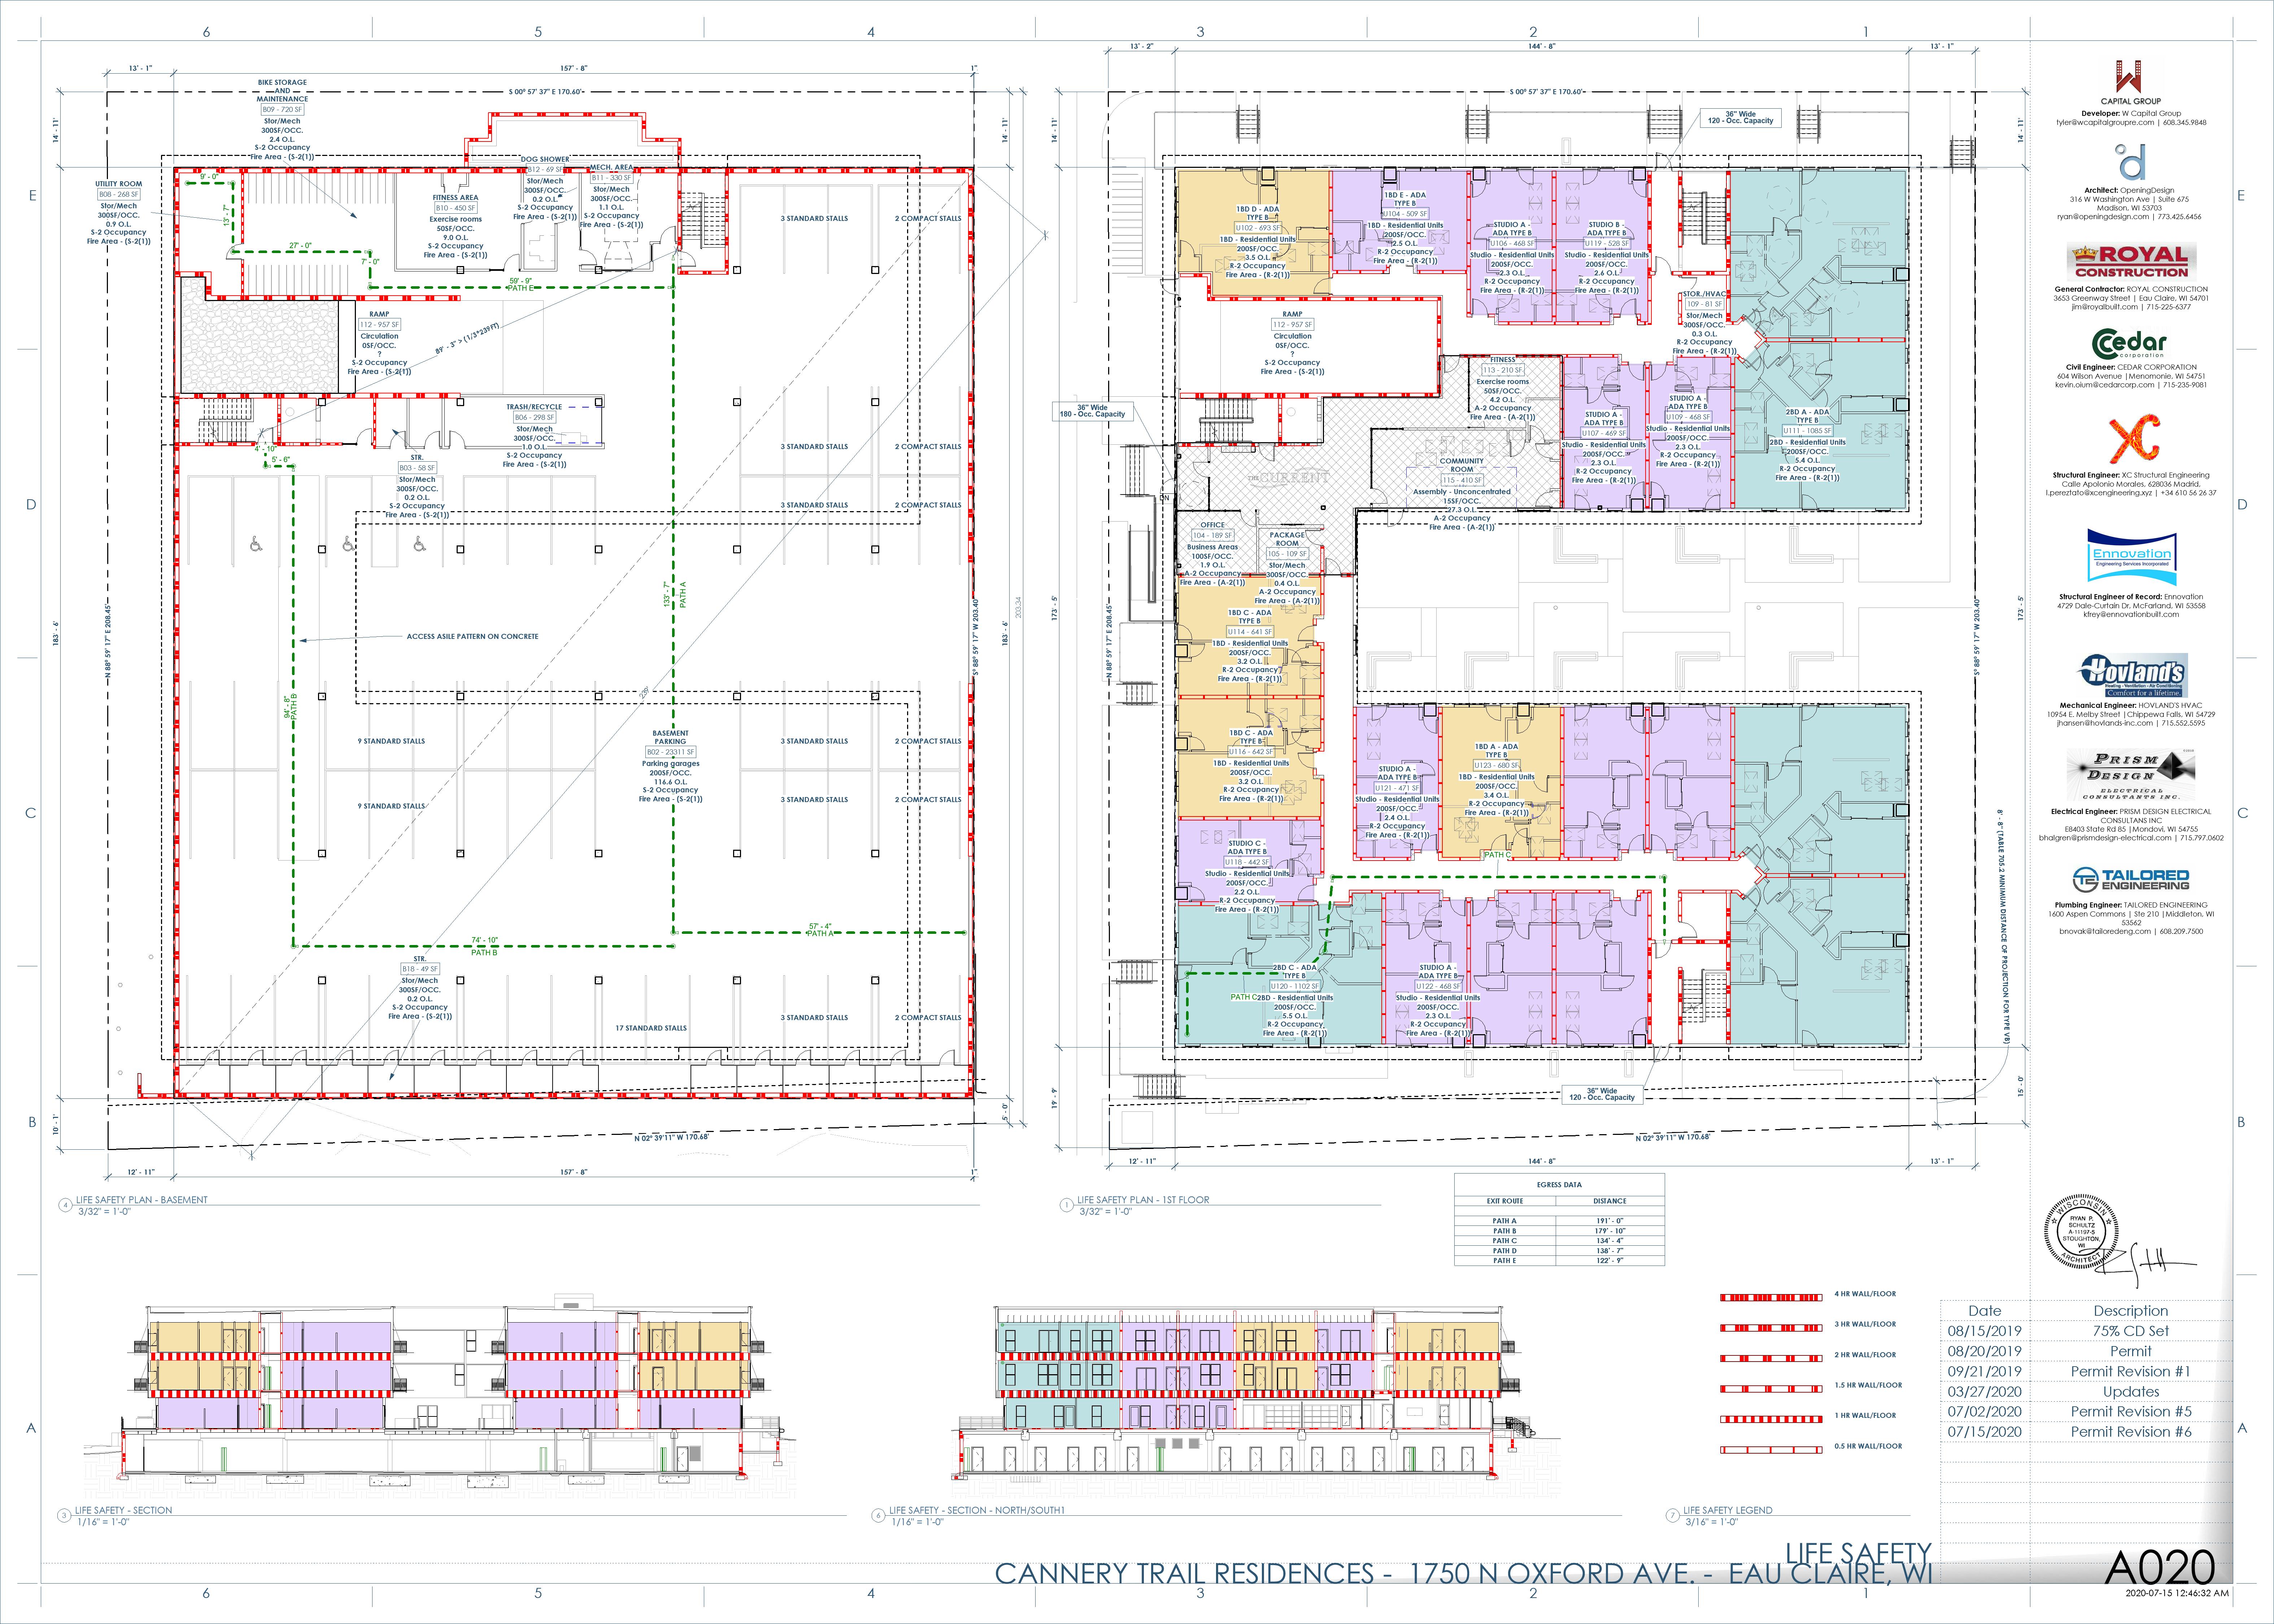 6
5
4
3
2
1
13' - 1"
157' - 8"
1"
S 00° 57' 37" E 170.60'
14' - 11"
14' - 11"
BIKE STORAGE
AND
MAINTENANCE
B09 - 720 SF
Stor/Mech
300SF/OCC.
2.4 O.L.
S-2 Occupancy
Fire Area - (S-2(1))
UTILITY ROOM
B08 - 268 SF
Stor/Mech
300SF/OCC.
0.9 O.L.
S-2 Occupancy
Fire Area - (S-2(1))
9' - 0"
13' - 7"
27' - 0"
7' - 0"
59' - 9"
PATH E
FITNESS AREA
B10 - 450 SF
Exercise rooms
50SF/OCC.
9.0 O.L.
S-2 Occupancy
Fire Area - (S-2(1))
DOG SHOWER
B12 - 69 SF
Stor/Mech
300SF/OCC.
0.2 O.L.
S-2 Occupancy
Fire Area - (S-2(1))
MECH. AREA
B11 - 330 SF
Stor/Mech
300SF/OCC.
1.1 O.L.
S-2 Occupancy
Fire Area - (S-2(1))
3 STANDARD STALLS
2 COMPACT STALLS
RAMP
112 - 957 SF
Circulation
0SF/OCC.
?
S-2 Occupancy
Fire Area - (S-2(1))
89' - 3" > (1/3*239 FT)
TRASH/RECYCLE
B06 - 298 SF
Stor/Mech
300SF/OCC.
1.0 O.L.
S-2 Occupancy
Fire Area - (S-2(1))
STR.
B03 - 58 SF
Stor/Mech
300SF/OCC.
0.2 O.L.
S-2 Occupancy
Fire Area - (S-2(1))
4' - 10"
5' - 6"
3 STANDARD STALLS
2 COMPACT STALLS
3 STANDARD STALLS
2 COMPACT STALLS
133' - 7"
PATH A
ACCESS ASILE PATTERN ON CONCRETE
94' - 8"
PATH B
239'
N 88° 59' 17" E 208.45'
S 88° 59' 17" W 203.40'
183' - 6"
183' - 6"
203.34
BASEMENT
PARKING
B02 - 23311 SF
Parking garages
200SF/OCC.
116.6 O.L.
S-2 Occupancy
Fire Area - (S-2(1))
9 STANDARD STALLS
3 STANDARD STALLS
2 COMPACT STALLS
9 STANDARD STALLS
3 STANDARD STALLS
2 COMPACT STALLS
57' - 4"
PATH A
74' - 10"
PATH B
STR.
B18 - 49 SF
Stor/Mech
300SF/OCC.
0.2 O.L.
S-2 Occupancy
Fire Area - (S-2(1))
17 STANDARD STALLS
3 STANDARD STALLS
2 COMPACT STALLS
10' - 1"
5' - 0"
N 02° 39'11" W 170.68'
12' - 11"
157' - 8"
1"
4
LIFE SAFETY PLAN - BASEMENT
3/32" = 1'-0"
13' - 2"
144' - 8"
13' - 1"
S 00° 57' 37" E 170.60'
14' - 11"
14' - 11"
36" Wide
120 - Occ. Capacity
1BD D - ADA
TYPE B
U102 - 693 SF
1BD - Residential Units
200SF/OCC.
3.5 O.L.
R-2 Occupancy
Fire Area - (R-2(1))
1BD E - ADA
TYPE B
U104 - 509 SF
1BD - Residential Units
200SF/OCC.
2.5 O.L.
R-2 Occupancy
Fire Area - (R-2(1))
STUDIO A -
ADA TYPE B
U106 - 468 SF
Studio - Residential Units
200SF/OCC.
2.3 O.L.
R-2 Occupancy
Fire Area - (R-2(1))
STUDIO B -
ADA TYPE B
U119 - 528 SF
Studio - Residential Units
200SF/OCC.
2.6 O.L.
R-2 Occupancy
Fire Area - (R-2(1))
STOR./HVAC
109 - 81 SF
Stor/Mech
300SF/OCC.
0.3 O.L.
R-2 Occupancy
Fire Area - (R-2(1))
RAMP
112 - 957 SF
Circulation
0SF/OCC.
?
S-2 Occupancy
Fire Area - (S-2(1))
36" Wide
180 - Occ. Capacity
FITNESS
113 - 210 SF
Exercise rooms
50SF/OCC.
4.2 O.L.
A-2 Occupancy
Fire Area - (A-2(1))
STUDIO A -
ADA TYPE B
U107 - 469 SF
Studio - Residential Units
200SF/OCC.
2.3 O.L.
R-2 Occupancy
Fire Area - (R-2(1))
STUDIO A -
ADA TYPE B
U109 - 468 SF
Studio - Residential Units
200SF/OCC.
2.3 O.L.
R-2 Occupancy
Fire Area - (R-2(1))
2BD A - ADA
TYPE B
U111 - 1085 SF
2BD - Residential Units
200SF/OCC.
5.4 O.L.
R-2 Occupancy
Fire Area - (R-2(1))
THE CURRENT
DN
COMMUNITY
ROOM
115 - 410 SF
Assembly - Unconcentrated
15SF/OCC.
27.3 O.L.
A-2 Occupancy
Fire Area - (A-2(1))
OFFICE
104 - 189 SF
Business Areas
100SF/OCC.
1.9 O.L.
A-2 Occupancy
Fire Area - (A-2(1))
PACKAGE
ROOM
105 - 109 SF
Stor/Mech
300SF/OCC.
0.4 O.L.
A-2 Occupancy
Fire Area - (A-2(1))
1BD C - ADA
TYPE B
U114 - 641 SF
1BD - Residential Units
200SF/OCC.
3.2 O.L.
R-2 Occupancy
Fire Area - (R-2(1))
N 88° 59' 17" E 208.45'
S 88° 59' 17" W 203.40'
173' - 5"
173' - 5"
1BD C - ADA
TYPE B
U116 - 642 SF
1BD - Residential Units
200SF/OCC.
3.2 O.L.
R-2 Occupancy
Fire Area - (R-2(1))
STUDIO A -
ADA TYPE B
U121 - 471 SF
Studio - Residential Units
200SF/OCC.
2.4 O.L.
R-2 Occupancy
Fire Area - (R-2(1))
1BD A - ADA
TYPE B
U123 - 680 SF
1BD - Residential Units
200SF/OCC.
3.4 O.L.
R-2 Occupancy
Fire Area - (R-2(1))
PATH C
STUDIO C -
ADA TYPE B
U118 - 442 SF
Studio - Residential Units
200SF/OCC.
2.2 O.L.
R-2 Occupancy
Fire Area - (R-2(1))
2BD C - ADA
TYPE B
U120 - 1102 SF
PATH C
2BD - Residential Units
200SF/OCC.
5.5 O.L.
R-2 Occupancy
Fire Area - (R-2(1))
STUDIO A -
ADA TYPE B
U122 - 468 SF
Studio - Residential Units
200SF/OCC.
2.3 O.L.
R-2 Occupancy
Fire Area - (R-2(1))
8' - 8" (TABLE 705.2 MINIMUM DISTANCE OF PROJECTION FOR TYPE VB)
36" Wide
120 - Occ. Capacity
19' - 9"
15' - 0"
N 02° 39'11" W 170.68'
12' - 11"
144' - 8"
13' - 1"
1
LIFE SAFETY PLAN - 1ST FLOOR
3/32" = 1'-0"
EGRESS DATA
EXIT ROUTE DISTANCE
PATH A 191' - 0"
PATH B 179' - 10"
PATH C 134' - 4"
PATH D 138' - 7"
PATH E 122' - 9"
3
LIFE SAFETY - SECTION
1/16" = 1'-0"
6
LIFE SAFETY - SECTION - NORTH/SOUTH1
1/16" = 1'-0"
4 HR WALL/FLOOR
3 HR WALL/FLOOR
2 HR WALL/FLOOR
1.5 HR WALL/FLOOR
1 HR WALL/FLOOR
0.5 HR WALL/FLOOR
7
LIFE SAFETY LEGEND
3/16" = 1'-0"
CAPITAL GROUP
Developer: W Capital Group
tyler@wcapitalgroupre.com | 608.345.9848
Architect: OpeningDesign
316 W Washington Ave | Suite 675
Madison, WI 53703
ryan@openingdesign.com | 773.425.6456
ROYAL
CONSTRUCTION
General Contractor: ROYAL CONSTRUCTION
3653 Greenway Street | Eau Claire, WI 54701
jim@royalbuilt.com | 715-225-6377
Cedar
corporation
Civil Engineer: CEDAR CORPORATION
604 Wilson Avenue | Menomonie, WI 54751
kevin.oium@cedarcorp.com | 715-235-9081
XC
Structural Engineer: XC Structural Engineering
Calle Apolonio Morales, 628036 Madrid,
l.pereztato@xcengineering.xyz | +34 610 56 26 37
Ennovation
Engineering Services Incorporated
Structural Engineer of Record: Ennovation
4729 Dale-Curtain Dr, McFarland, WI 53558
kfrey@ennovationbuilt.com
Hovland's
Heating - Ventilation - Air Conditioning
Comfort for a lifetime.
Mechanical Engineer: HOVLAND'S HVAC
10954 E. Melby Street |Chippewa Falls, WI 54729
jhansen@hovlands-inc.com | 715.552.5595
PRISM
DESIGN
ELECTRICAL
CONSULTANTS INC.
Electrical Engineer: PRISM DESIGN ELECTRICAL
CONSULTANS INC
E8403 State Rd 85 |Mondovi, WI 54755
bhalgren@prismdesign-electrical.com | 715.797.0602
TE TAILORED
ENGINEERING
Plumbing Engineer: TAILORED ENGINEERING
1600 Aspen Commons | Ste 210 |Middleton, WI
53562
bnovak@tailoredeng.com | 608.209.7500
WISCONSIN
RYAN P.
SCHULTZ
A-11197-5
STOUGHTON,
WI
ARCHITECT
Date Description
08/15/2019 75% CD Set
08/20/2019 Permit
09/21/2019 Permit Revision #1
03/27/2020 Updates
07/02/2020 Permit Revision #5
07/15/2020 Permit Revision #6
LIFE SAFETY
CANNERY TRAIL RESIDENCES - 1750 N OXFORD AVE. - EAU CLAIRE, WI
A020
2020-07-15 12:46:32 AM
E
D
C
B
A
E
D
C
B
A
6
5
4
3
2
1